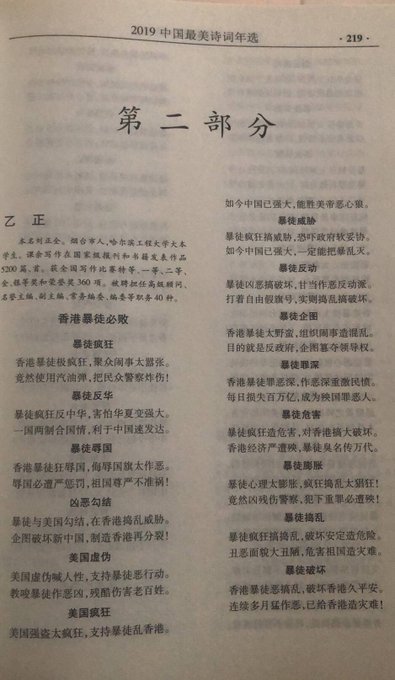 2019 中国最美诗词年选
·219·
第二部分
乙 正
本名刘正全。烟台市人,哈尔滨工程大学大本
学生。课余写作在国家级报刊和书籍发表作品
5200篇、首。获全国写作比赛特等、一等、二等、
金、银等奖和荣誉奖360项。被聘担任高级顾问、
名誉主编、副主编、常务编委、编委等职务40种。
香港暴徒必败
暴徒疯狂
香港暴徒极疯狂,聚众闹事太嚣张。
竟然使用汽油弹,把民众警察炸伤!
暴徒反华
暴徒疯狂反中华,害怕华夏变强大。
一国两制合国情,利于中国速发达。
暴徒辱国
香港暴徒狂辱国,侮辱国旗太作恶。
辱国必遭严惩罚,祖国尊严不准祸!
凶恶勾结
暴徒与美国勾结,在香港捣乱威胁。
企图破坏新中国,制造香港再分裂!
美国虚伪
美国虚伪喊人性,支持暴徒恶行动。
教唆暴徒作恶凶,残酷伤害老百姓。
美国疯狂
美国强盗太疯狂,支持暴徒乱香港。
如今中国已强大,能胜美帝恶心狼。
暴徒威胁
暴徒疯狂搞威胁,恐吓政府软妥协。
如今中国已强大,一定能把暴乱灭。
暴徒反动
暴徒凶恶搞破坏,甘当作恶反动派。
打着自由假旗号,实则捣乱搞破坏。
暴徒企图
香港暴徒太野蛮,组织闹事造混乱。
目的就是反政府,企图篡夺领导权。
暴徒罪深
香港暴徒罪恶深,作恶深重激民愤。
每日损失百万亿,成为殃国罪恶人。
暴徒危害
暴徒疯狂造危害,对香港搞大破坏。
香港经济严遭殃,暴徒臭名传万代。
暴徒膨胀
暴徒心理太膨胀,疯狂捣乱太猖狂!
竟然凶残伤警察,犯下重罪必遭殃!
暴徒捣乱
暴徒疯狂搞捣乱,破坏安定造危险。
丑恶面貌大丑陋,危害祖国造灾难。
暴徒破坏
香港暴徒恶搞乱,破坏香港久平安。
连续多月猛作恶,已给香港造灾难!